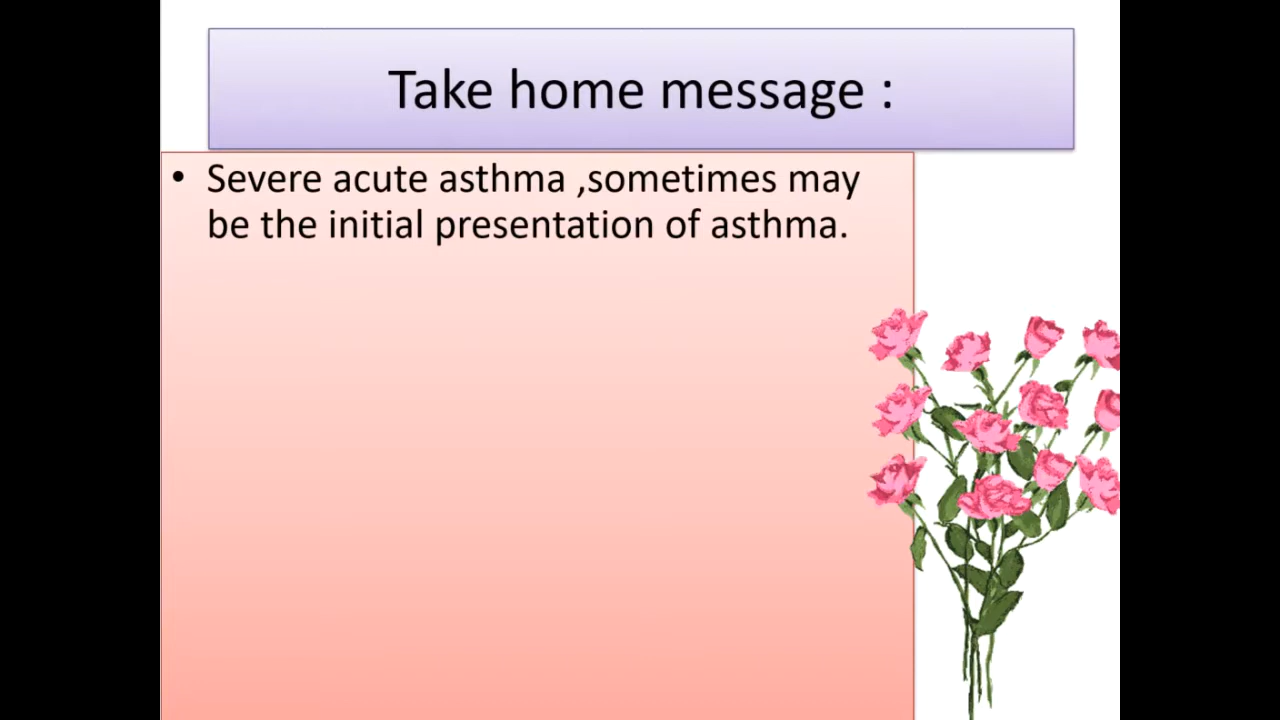 Take home message :
• Severe acute asthma ,sometimes may
be the initial presentation of asthma.